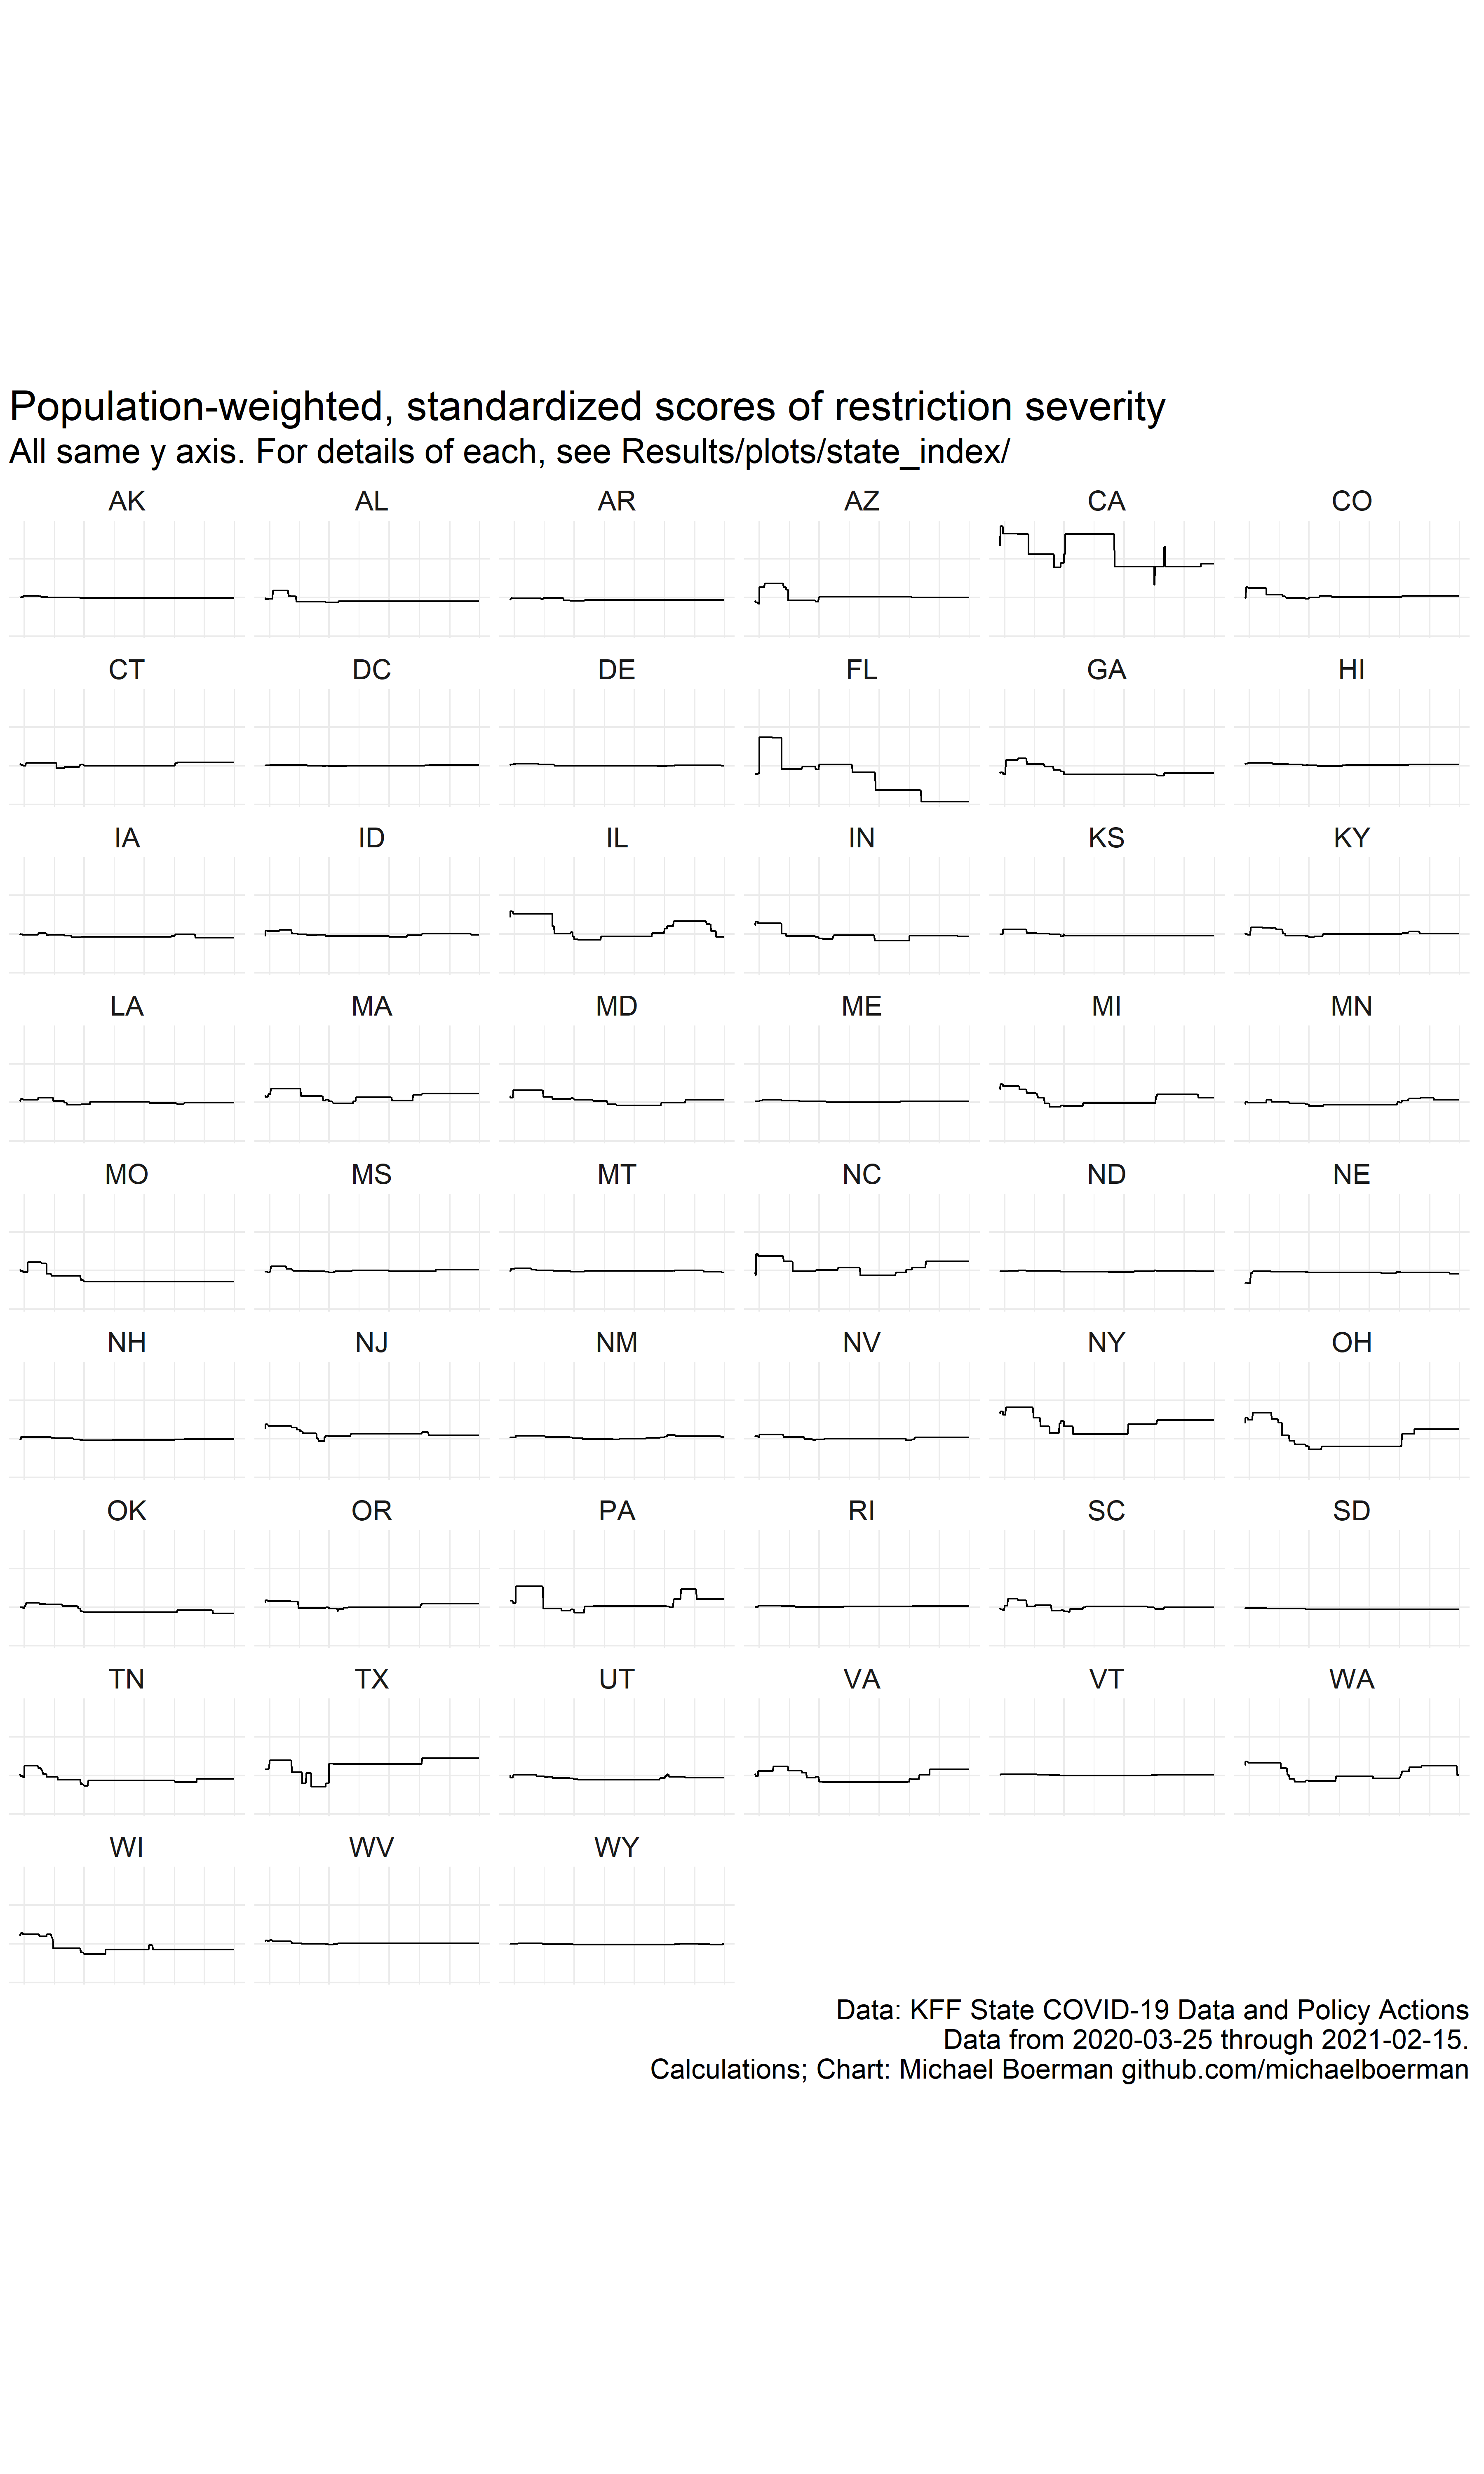 Population-weighted, standardized scores of restriction severity
All same y axis. For details of each, see Results/plots/state_index/
AK AL AR AZ CA CO
CT DC DE FL GA HI
IA ID IL IN KS KY
LA MA MD ME MI MN
MO MS MT NC ND NE
NH NJ NM NV NY OH
OK OR PA RI SC SD
TN TX UT VA VT WA
WI WV WY
Data: KFF State COVID-19 Data and Policy Actions
Data from 2020-03-25 through 2021-02-15.
Calculations; Chart: Michael Boerman github.com/michaelboerman